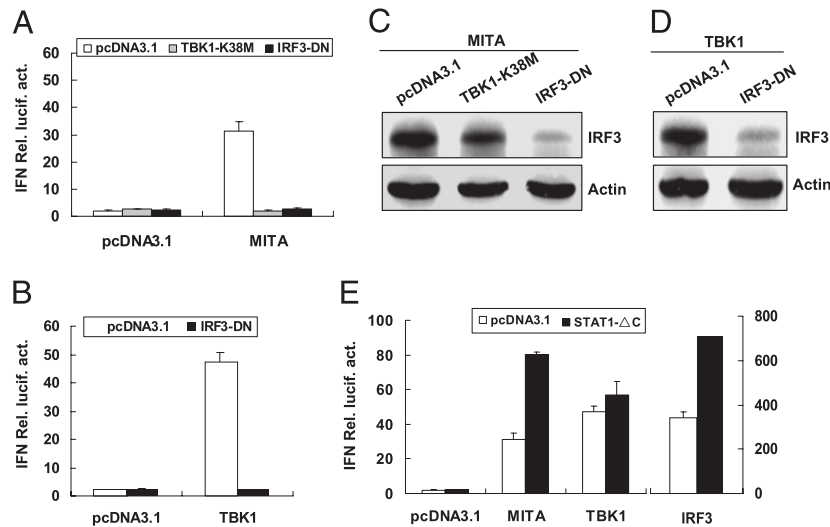 A
pcDNA3.1 TBK1-K38M IRF3-DN
IFN Rel. lucif. act.
60
50
40
30
20
10
0
pcDNA3.1 MITA
B
pcDNA3.1 IRF3-DN
IFN Rel. lucif. act.
60
50
40
30
20
10
0
pcDNA3.1 TBK1
C
MITA
pcDNA3.1 TBK1-K38M IRF3-DN
IRF3
Actin
D
TBK1
pcDNA3.1 IRF3-DN
IRF3
Actin
E
pcDNA3.1 STAT1-△C
IFN Rel. lucif. act.
100
80
60
40
20
0
800
600
400
200
0
pcDNA3.1 MITA TBK1 IRF3